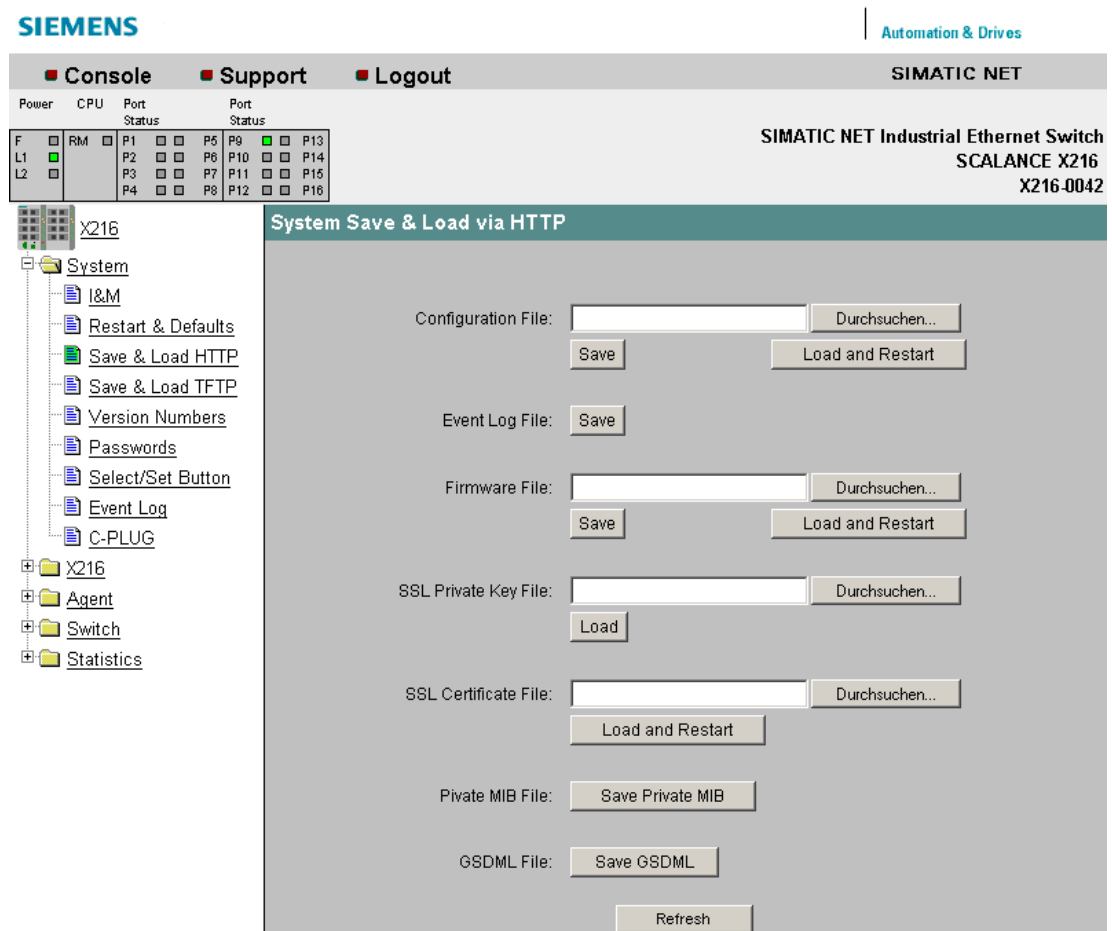 SIEMENS
Automation & Drives
Console Support Logout SIMATIC NET
Power CPU Port Status Port Status
F RM P1 P5 P9 P13
L1 P2 P6 P10 P14
L2 P3 P7 P11 P15
P4 P8 P12 P16
SIMATIC NET Industrial Ethernet Switch
SCALANCE X216
X216-0042
X216
System
I&M
Restart & Defaults
Save & Load HTTP
Save & Load TFTP
Version Numbers
Passwords
Select/Set Button
Event Log
C-PLUG
X216
Agent
Switch
Statistics
System Save & Load via HTTP
Configuration File: Durchsuchen...
Save Load and Restart
Event Log File: Save
Firmware File: Durchsuchen...
Save Load and Restart
SSL Private Key File: Durchsuchen...
Load
SSL Certificate File: Durchsuchen...
Load and Restart
Pivate MIB File: Save Private MIB
GSDML File: Save GSDML
Refresh